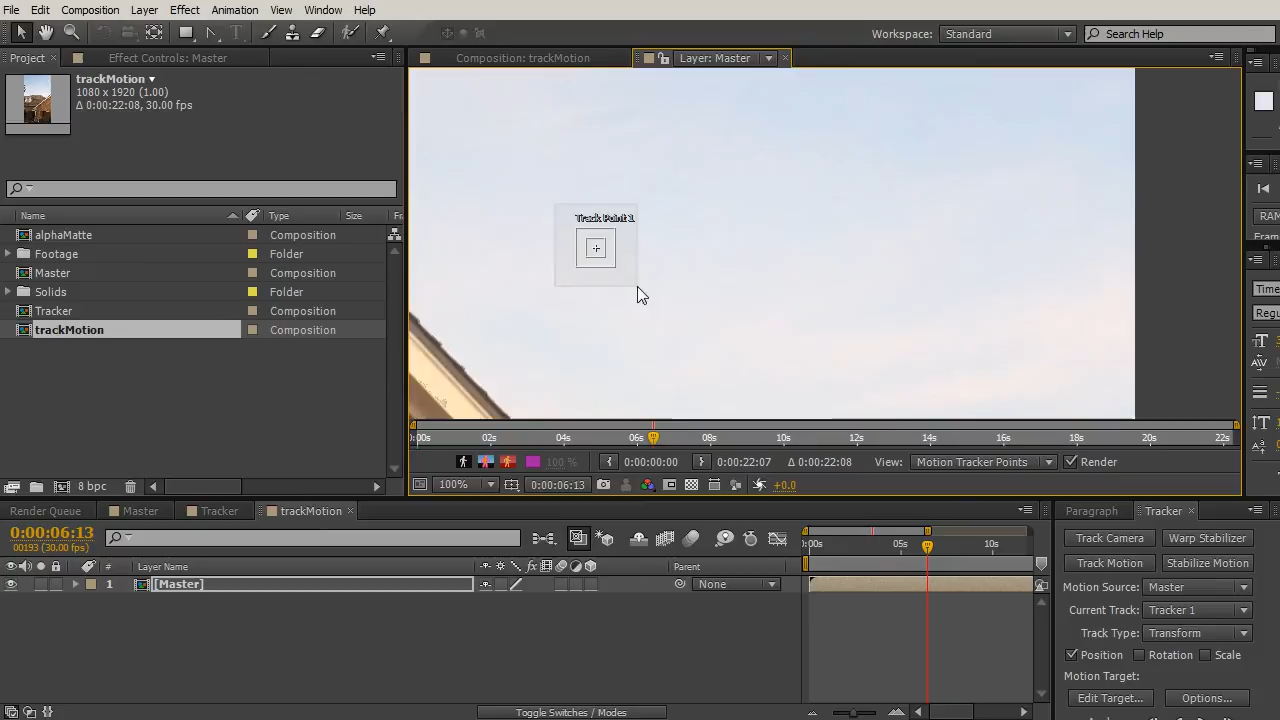 File Edit Composition Layer Effect Animation View Window Help
Workspace: Standard Search Help
Project × Effect Controls: Master Composition: trackMotion Layer: Master ×
trackMotion
1080 x 1920 (1.00)
Δ 0:00:22:08, 30.00 fps
Name Type Size
alphaMatte Composition
Footage Folder
Master Composition
Solids Folder
Tracker Composition
trackMotion Composition
8 bpc
Track Point 1
:00s 02s 04s 06s 08s 10s 12s 14s 16s 18s 20s 22s
100 % 0:00:00:00 0:00:22:07 Δ 0:00:22:08 View: Motion Tracker Points Render
100% 0:00:06:13 +0.0
RAM
Time
Regu
Render Queue Master Tracker trackMotion ×
0:00:06:13
00193 (30.00 fps)
:00s 05s 10s
# Layer Name fx Parent
1 [Master] None
Toggle Switches / Modes
Paragraph Tracker ×
Track Camera Warp Stabilizer
Track Motion Stabilize Motion
Motion Source: Master
Current Track: Tracker 1
Track Type: Transform
Position Rotation Scale
Motion Target:
Edit Target... Options...